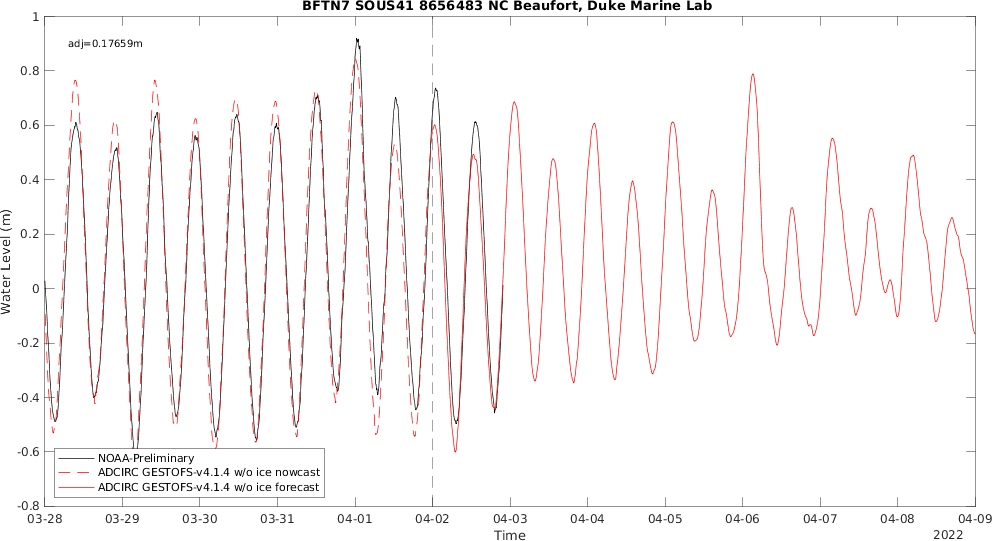 BFTN7 SOUS41 8656483 NC Beaufort, Duke Marine Lab
adj=0.17659m
1
0.8
0.6
0.4
0.2
0
-0.2
-0.4
-0.6
-0.8
Water Level (m)
NOAA-Preliminary
ADCIRC GESTOFS-v4.1.4 w/o ice nowcast
ADCIRC GESTOFS-v4.1.4 w/o ice forecast
03-28 03-29 03-30 03-31 04-01 04-02 04-03 04-04 04-05 04-06 04-07 04-08 04-09
Time
2022